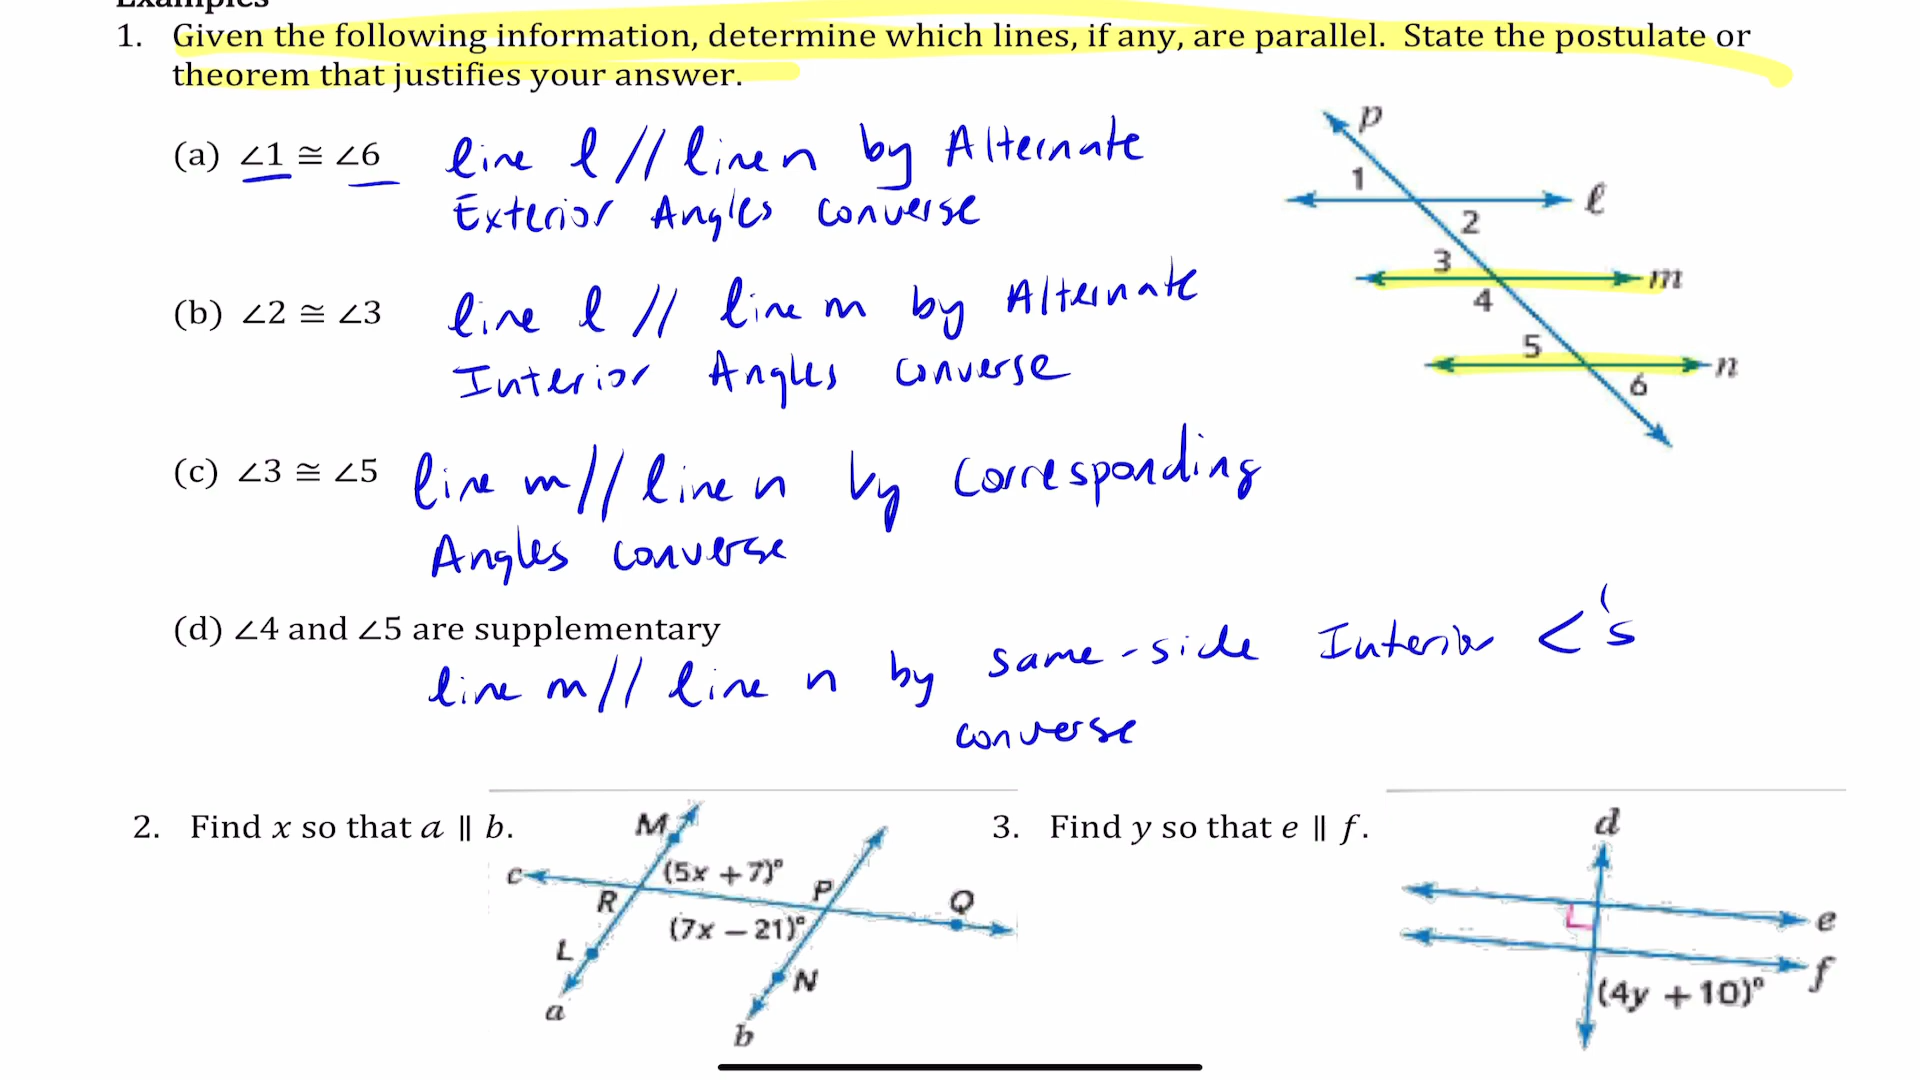 Examples
1. Given the following information, determine which lines, if any, are parallel. State the postulate or
theorem that justifies your answer.
(a) ∠1 ≅ ∠6 line l // line n by Alternate
Exterior Angles converse
(b) ∠2 ≅ ∠3 line l // line m by Alternate
Interior Angles converse
(c) ∠3 ≅ ∠5 line m // line n by Corresponding
Angles converse
(d) ∠4 and ∠5 are supplementary
line m // line n by same-side Interior <'s
converse
p
1
ℓ
2
3
m
4
5
n
6
2. Find x so that a ∥ b.
M
c
(5x + 7)°
R
P
Q
(7x − 21)°
L
N
a
b
3. Find y so that e ∥ f.
d
e
f
(4y + 10)°